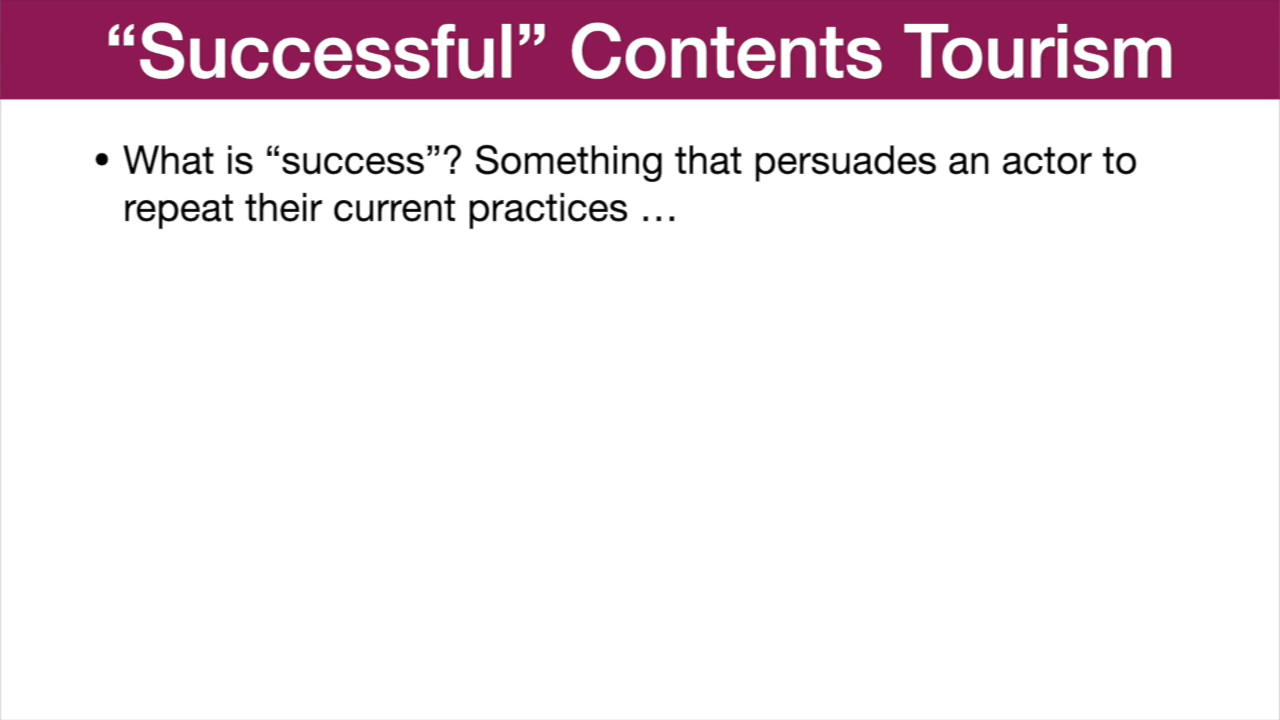 “Successful” Contents Tourism
• What is “success”? Something that persuades an actor to
repeat their current practices …